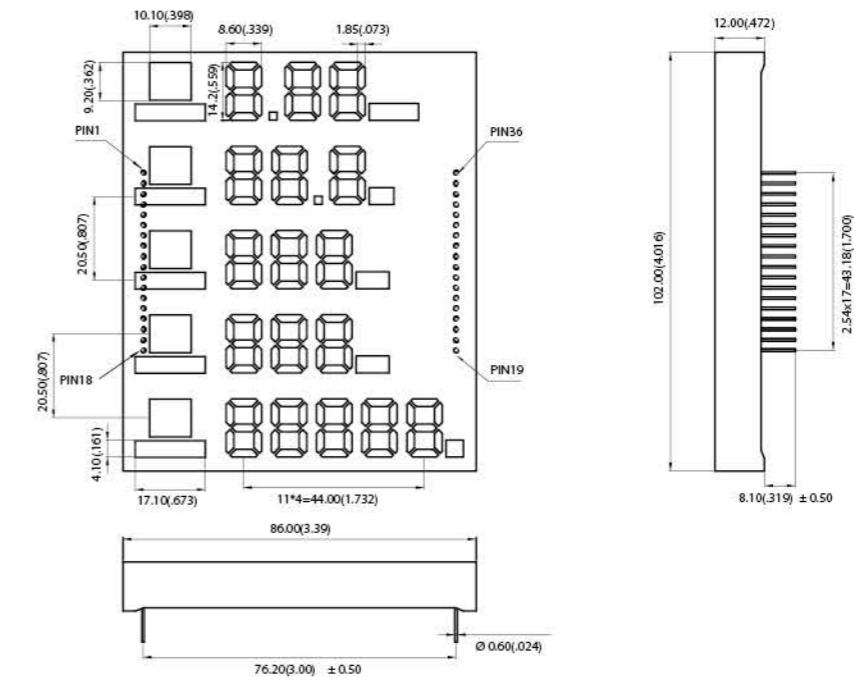 10.10(.398)
8.60(.339)
1.85(.073)
12.00(.472)
9.20(.362)
14.2(.559)
PIN1
PIN36
20.50(.807)
102.00(4.016)
2.54x17=43.18(1.700)
PIN18
PIN19
20.50(.807)
4.10(.161)
17.10(.673)
11*4=44.00(1.732)
8.10(.319) ± 0.50
86.00(3.39)
Ø 0.60(.024)
76.20(3.00) ± 0.50